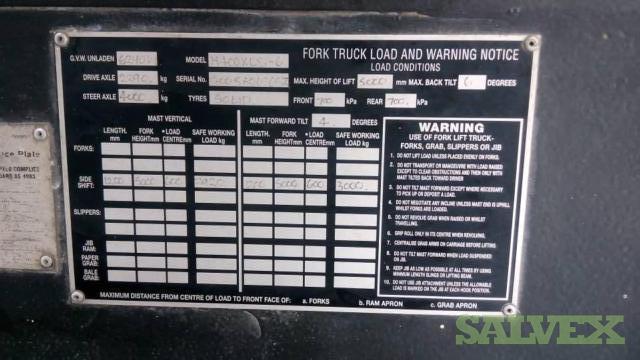 FORK TRUCK LOAD AND WARNING NOTICE
LOAD CONDITIONS
G.V.W. UNLADEN kg MODEL
DRIVE AXLE kg SERIAL No. MAX. HEIGHT OF LIFT 5000 mm MAX. BACK TILT 6 DEGREES
STEER AXLE 4000 kg TYRES SOLID FRONT 700 kPa REAR 700 kPa
MAST VERTICAL MAST FORWARD TILT 4 DEGREES
LENGTH. mm FORK HEIGHTmm *LOAD CENTREmm SAFE WORKING LOAD kg LENGTH. mm FORK HEIGHTmm *LOAD CENTREmm SAFE WORKING LOAD kg
FORKS:
SIDE SHIFT: 1200 5000 600 1200 5000 600 3000
SLIPPERS:
JIB RAM:
PAPER GRAB:
BALE GRAB:
MAXIMUM DISTANCE FROM CENTRE OF LOAD TO FRONT FACE OF: a. FORKS b. RAM APRON c. GRAB APRON
WARNING
USE OF FORK LIFT TRUCK-
FORKS, GRAB, SLIPPERS OR JIB
1. DO NOT LIFT LOAD UNLESS PLACED EVENLY ON FORKS.
2. DO NOT TRANSPORT OR MANOEUVRE WITH LOAD EXCEPT
TO CLEAR OBSTRUCTIONS AND THEN ONLY WITH
MAST TILTED BACK TOWARD DRIVER
3. DO NOT TILT MAST FORWARD EXCEPT WHERE NECESSARY
TO PICK UP OR DEPOSIT A LOAD.
4. DO NOT NEGOTIATE ANY INCLINE UNLESS MAST END IS UPHILL
WHILST FORKS ARE LOADED.
5. DO NOT REVOLVE GRAB WHEN RAISED OR WHILST
TRAVELLING.
6. GRIP ROLL ONLY IN ITS CENTRE WHEN REVOLVING.
7. CENTRALISE GRAB ARMS ON CARRIAGE BEFORE LIFTING.
8. DO NOT TILT MAST FORWARD WHEN LOAD SUSPENDED
ON JIB.
9. KEEP JIB AS LOW AS POSSIBLE AT ALL TIMES BY USING
MINIMUM LENGTH SLINGS OR LIFTING BEAM.
10. DO NOT USE JIB ATTACHMENT UNLESS THE ALLOWABLE
LOAD IS MARKED ON THE JIB AT EACH HOOK POSITION.
Plate
COMPLIES
SALVEX